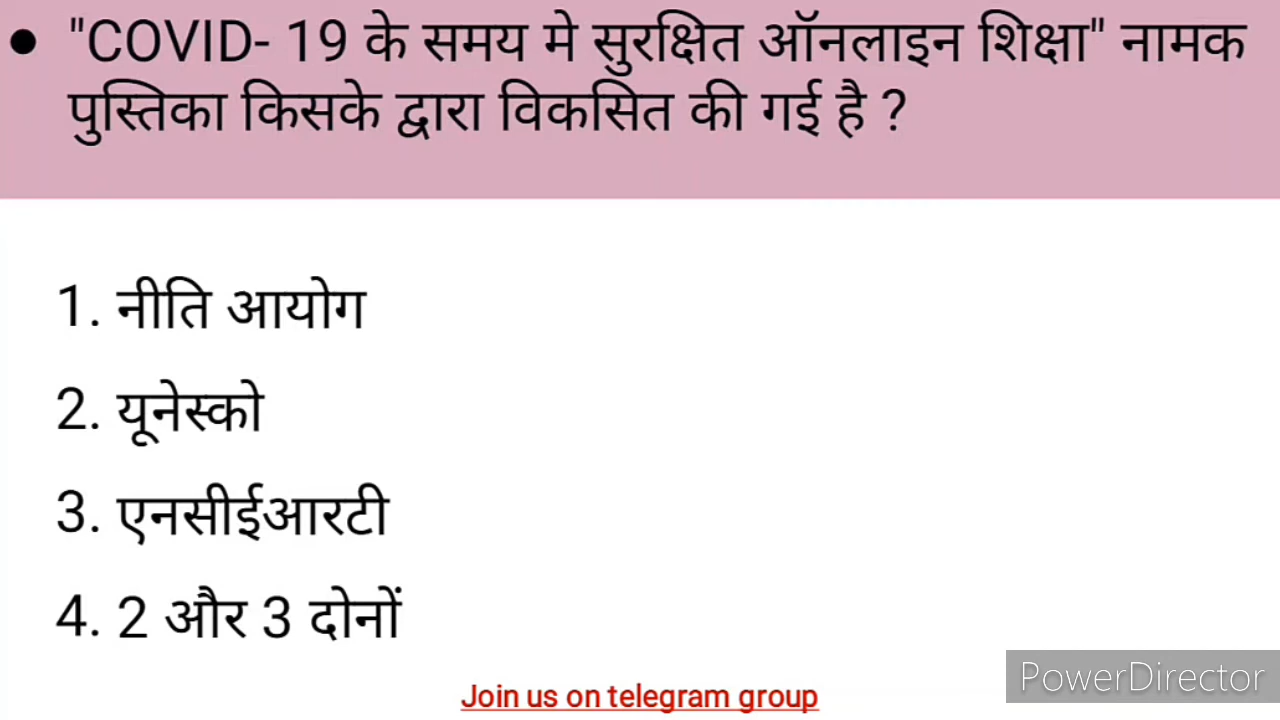 ● "COVID- 19 के समय मे सुरक्षित ऑनलाइन शिक्षा" नामक
पुस्तिका किसके द्वारा विकसित की गई है ?
1. नीति आयोग
2. यूनेस्को
3. एनसीईआरटी
4. 2 और 3 दोनों
Join us on telegram group
PowerDirector